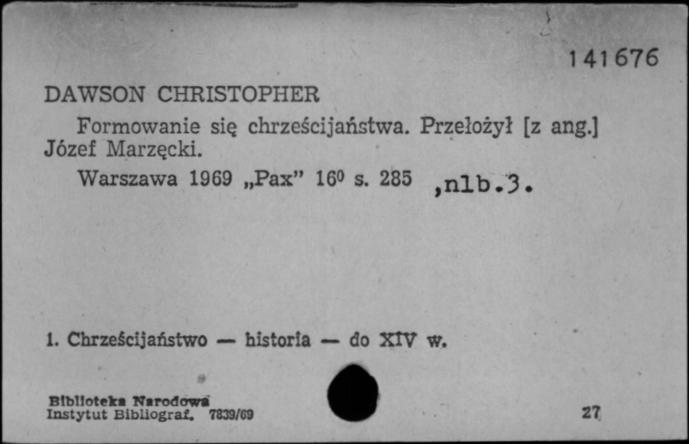 141676
DAWSON CHRISTOPHER
Formowanie się chrześcijaństwa. Przełożył [z ang.]
Józef Marzęcki.
Warszawa 1969 „Pax” 16⁰ s. 285 ,nlb.3.
1. Chrześcijaństwo — historia — do XIV w.
Biblioteka Narodowa
Instytut Bibliograf. 7839/69
27